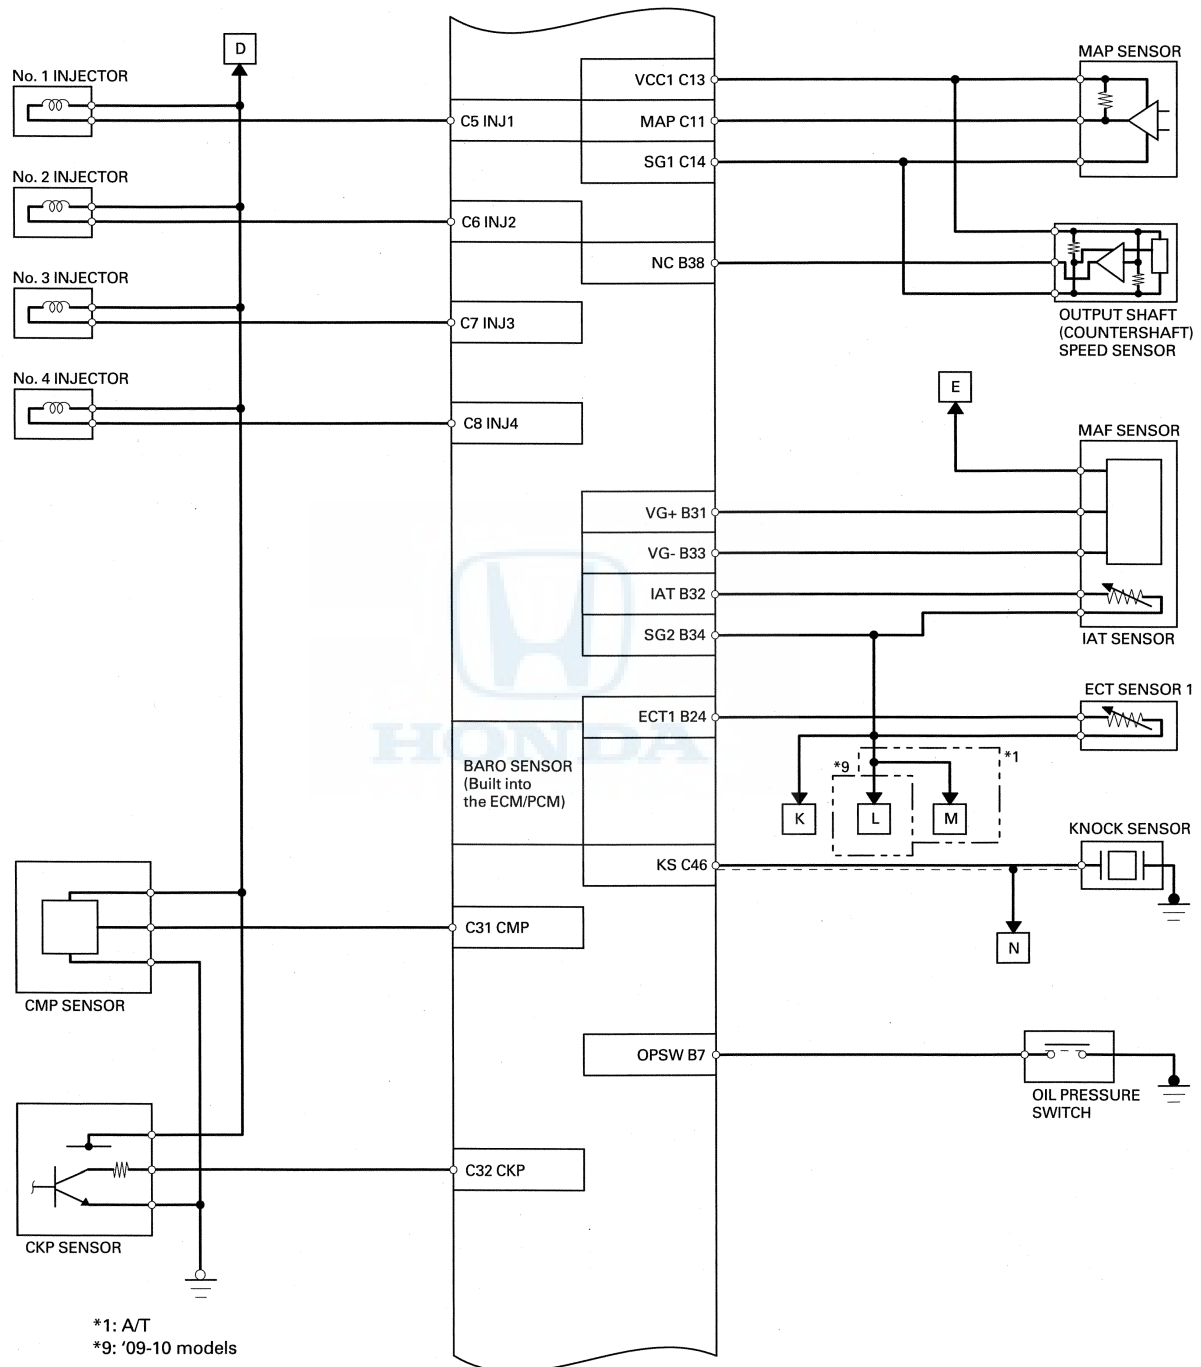 D
No. 1 INJECTOR
No. 2 INJECTOR
No. 3 INJECTOR
No. 4 INJECTOR
C5 INJ1
C6 INJ2
C7 INJ3
C8 INJ4
VCC1 C13
MAP C11
SG1 C14
NC B38
VG+ B31
VG- B33
IAT B32
SG2 B34
ECT1 B24
BARO SENSOR
(Built into
the ECM/PCM)
KS C46
C31 CMP
OPSW B7
C32 CKP
HONDA
MAP SENSOR
OUTPUT SHAFT
(COUNTERSHAFT)
SPEED SENSOR
E
MAF SENSOR
IAT SENSOR
ECT SENSOR 1
*9
*1
K
L
M
KNOCK SENSOR
N
OIL PRESSURE
SWITCH
CMP SENSOR
CKP SENSOR
*1: A/T
*9: '09-10 models